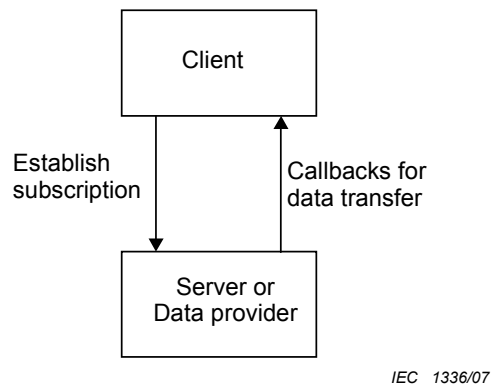 Client
Establish
subscription
Callbacks for
data transfer
Server or
Data provider
IEC 1336/07